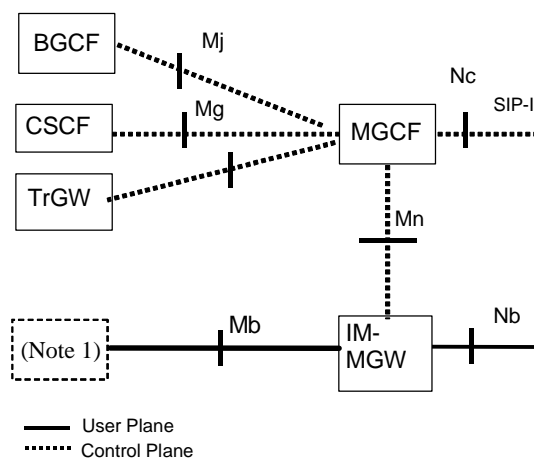 BGCF
Mj
Nc
Mg
SIP-I
CSCF
MGCF
TrGW
Mn
(Note 1)
Mb
IM-
MGW
Nb
User Plane
Control Plane